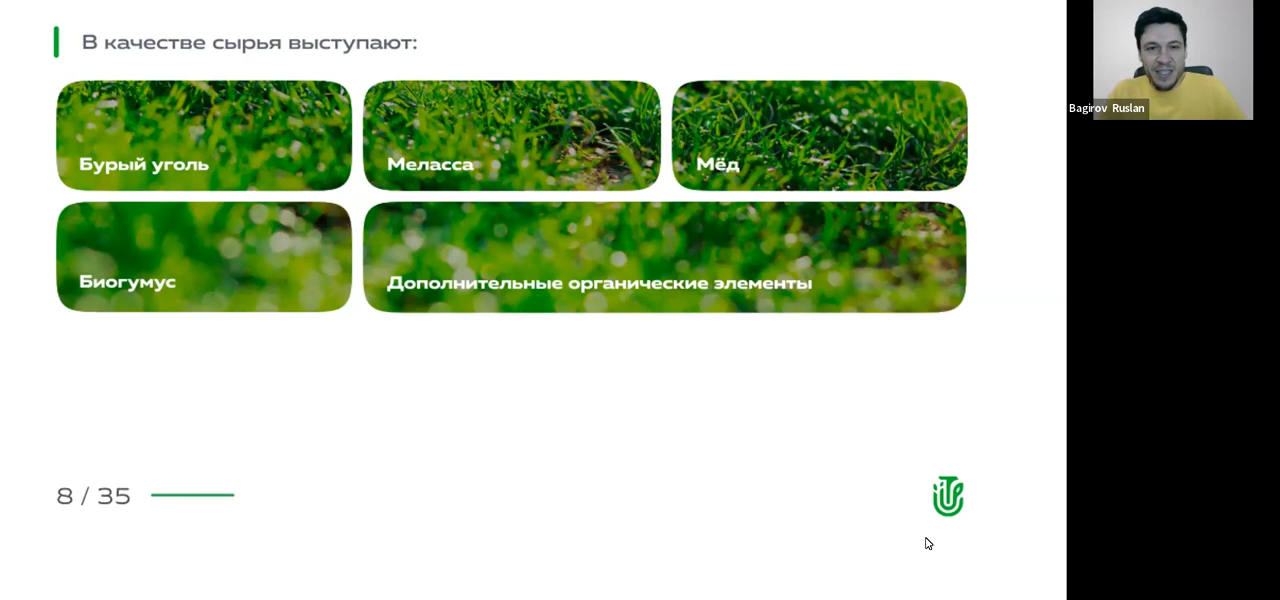 В качестве сырья выступают:
Бурый уголь
Меласса
Мёд
Биогумус
Дополнительные органические элементы
8 / 35
Bagirov Ruslan